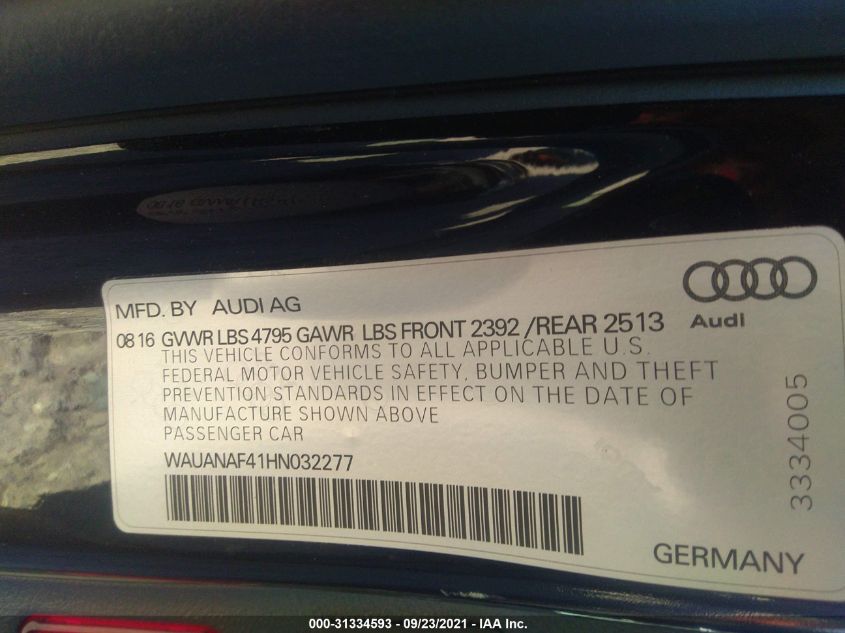 MFD. BY AUDI AG
08 16 GVWR LBS 4795 GAWR LBS FRONT 2392 /REAR 2513
Audi
THIS VEHICLE CONFORMS TO ALL APPLICABLE U.S.
FEDERAL MOTOR VEHICLE SAFETY, BUMPER AND THEFT
PREVENTION STANDARDS IN EFFECT ON THE DATE OF
MANUFACTURE SHOWN ABOVE
PASSENGER CAR
WAUANAF41HN032277
3334005
GERMANY
000-31334593 - 09/23/2021 - IAA Inc.